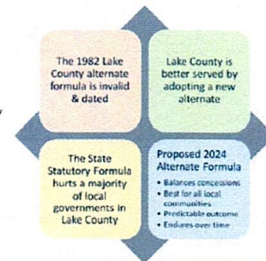 The 1982 Lake
County alternate
formula is invalid
& dated
Lake County is
better served by
adopting a new
alternate
The State
Statutory Formula
hurts a majority
of local
governments in
Lake County
Proposed 2024
Alternate Formula
• Balances concessions
• Best for all local
communities
• Predictable outcome
• Endures over time